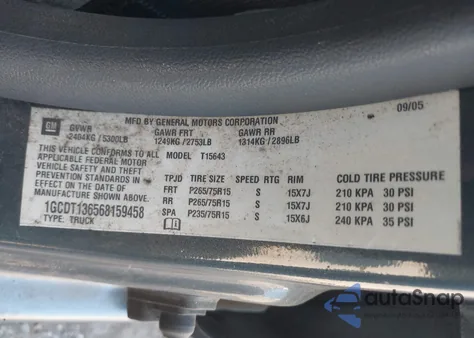 MFD BY GENERAL MOTORS CORPORATION 09/05
GM GVWR GAWR FRT GAWR RR
2404KG / 5300LB 1249KG / 2753LB 1314KG / 2896LB
THIS VEHICLE CONFORMS TO ALL MODEL T15643
APPLICABLE FEDERAL MOTOR
VEHICLE SAFETY AND THEFT TPJD TIRE SIZE SPEED RTG RIM COLD TIRE PRESSURE
PREVENTION STANDARDS IN FRT P265/75R15 S 15X7J 210 KPA 30 PSI
EFFECT ON THE DATE OF RR P265/75R15 S 15X7J 210 KPA 30 PSI
MANUFACTURE SHOWN ABOVE. SPA P235/75R15 S 15X6J 240 KPA 35 PSI
1GCDT136568159458
TYPE: TRUCK
autoSnap